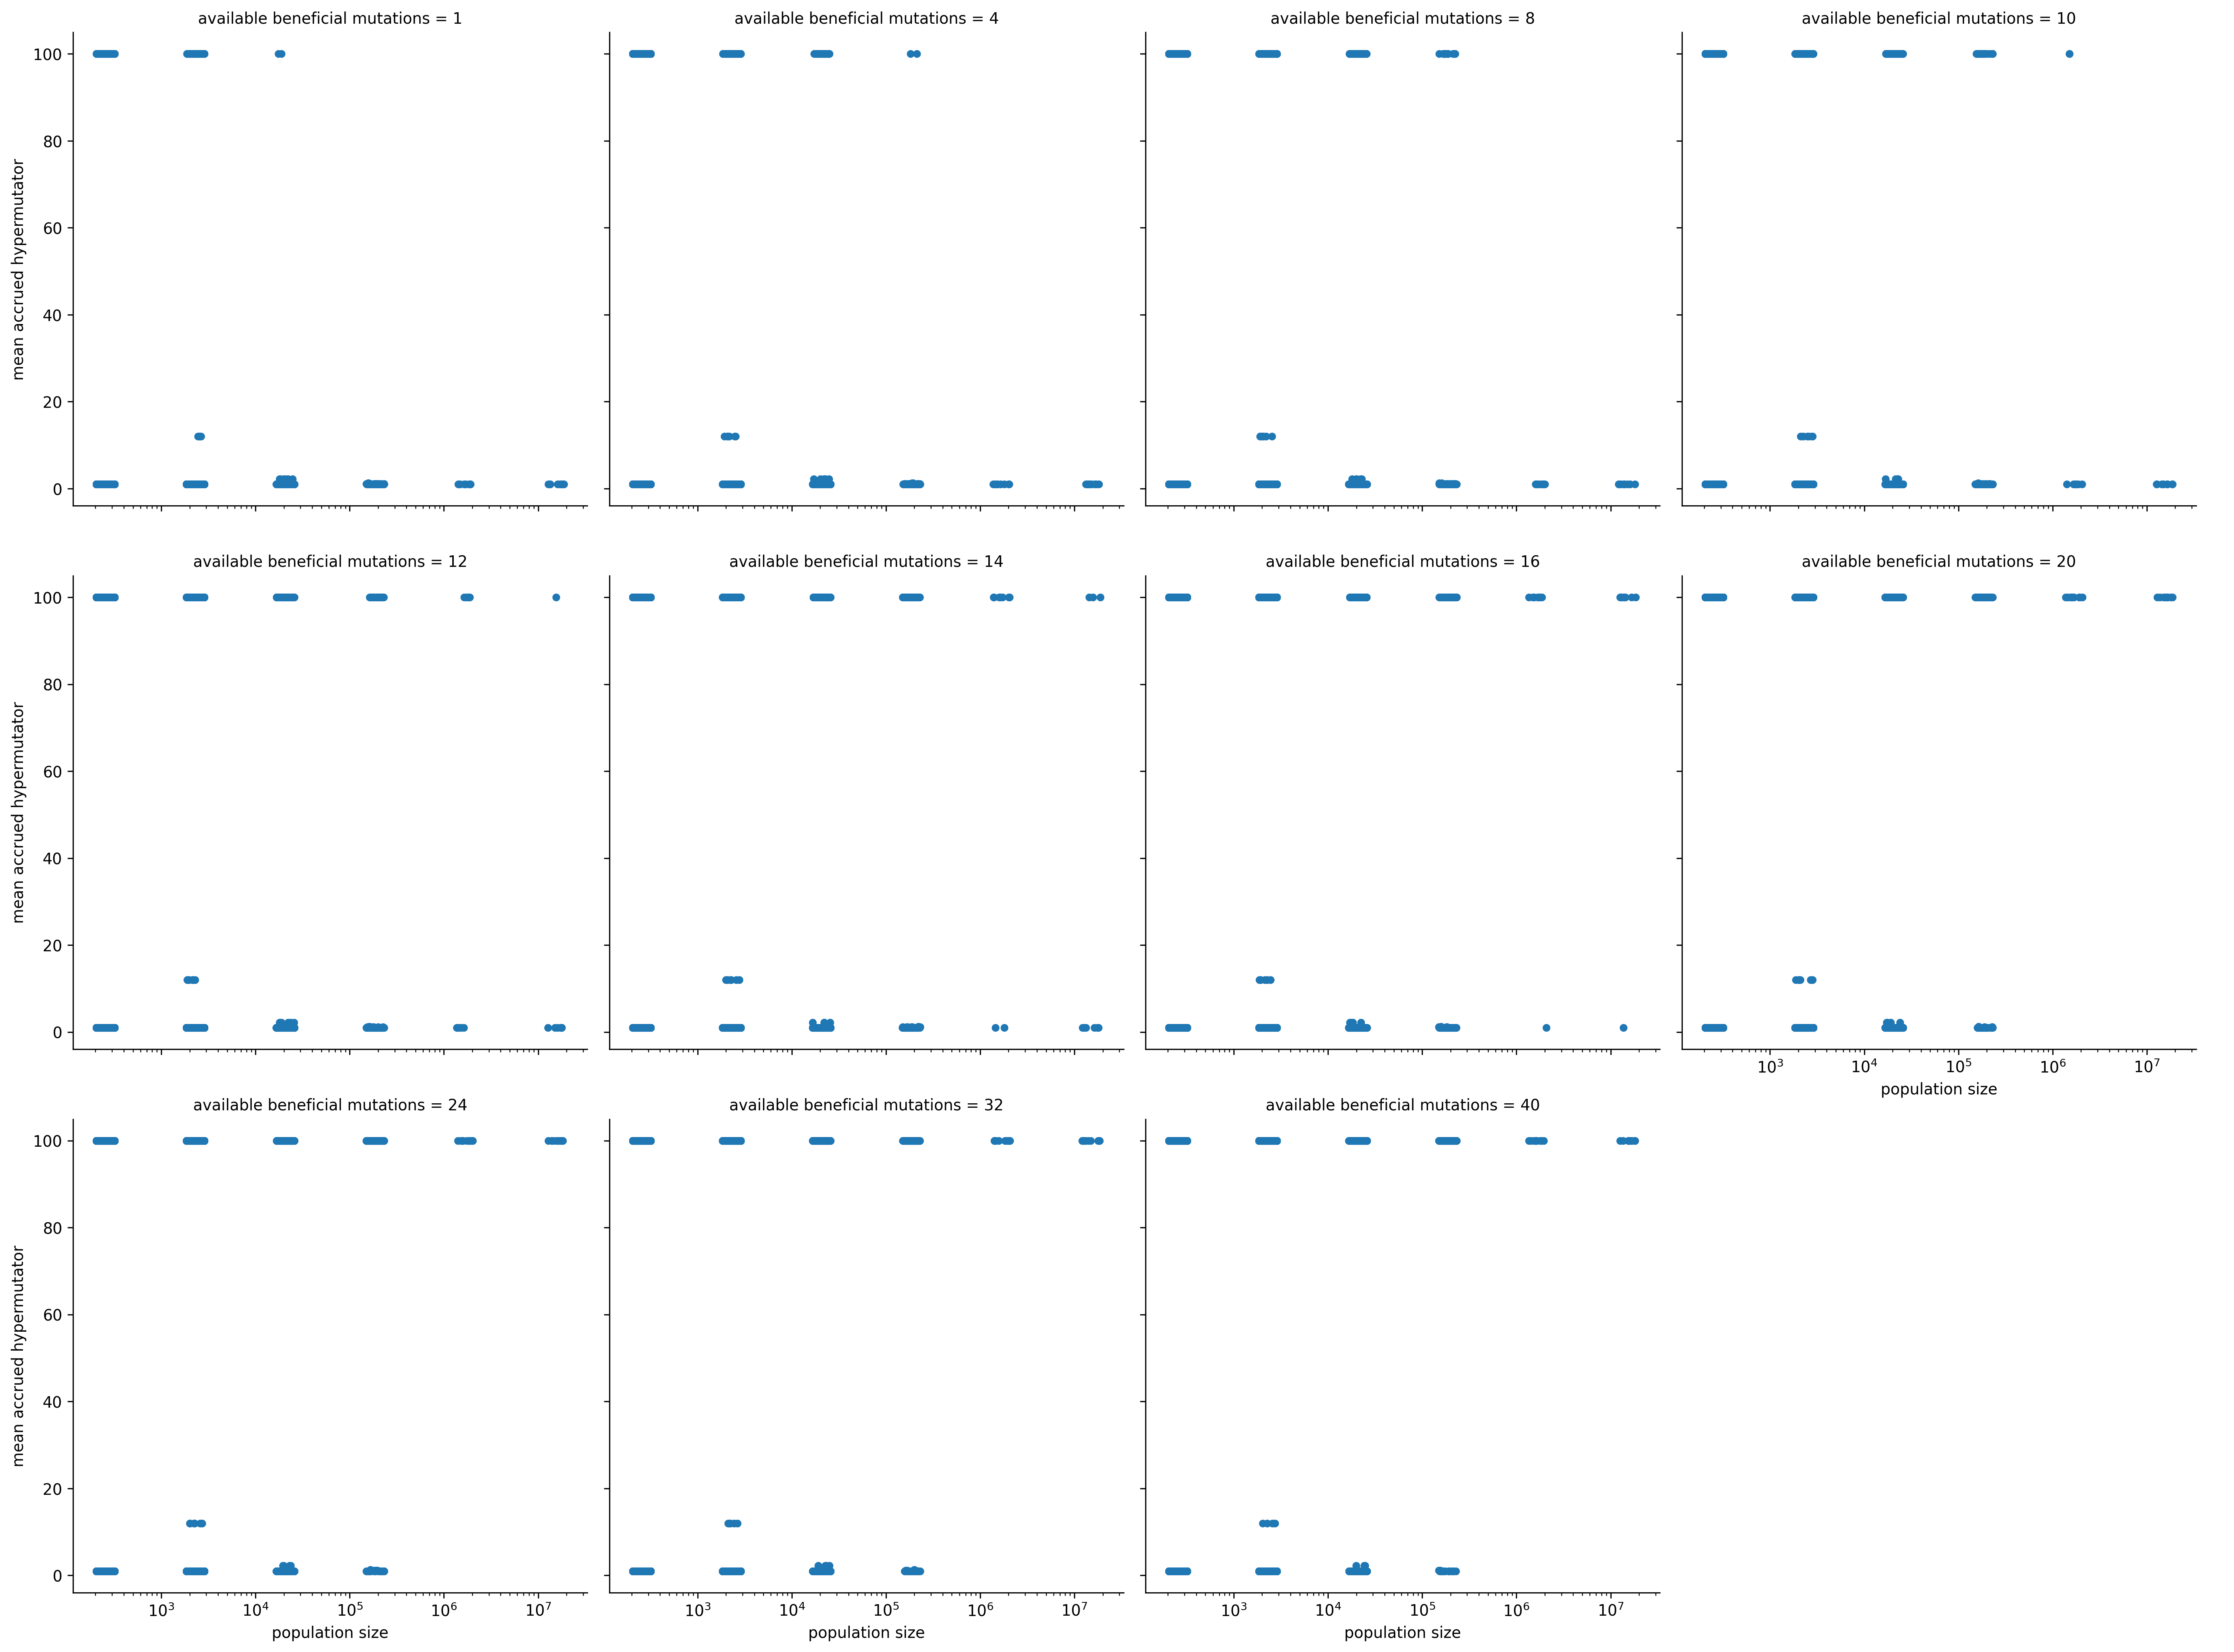 available beneficial mutations = 1
available beneficial mutations = 4
available beneficial mutations = 8
available beneficial mutations = 10
mean accrued hypermutator
100
80
60
40
20
0
available beneficial mutations = 12
available beneficial mutations = 14
available beneficial mutations = 16
available beneficial mutations = 20
mean accrued hypermutator
100
80
60
40
20
0
10³ 10⁴ 10⁵ 10⁶ 10⁷
population size
available beneficial mutations = 24
available beneficial mutations = 32
available beneficial mutations = 40
mean accrued hypermutator
100
80
60
40
20
0
10³ 10⁴ 10⁵ 10⁶ 10⁷
population size
10³ 10⁴ 10⁵ 10⁶ 10⁷
population size
10³ 10⁴ 10⁵ 10⁶ 10⁷
population size